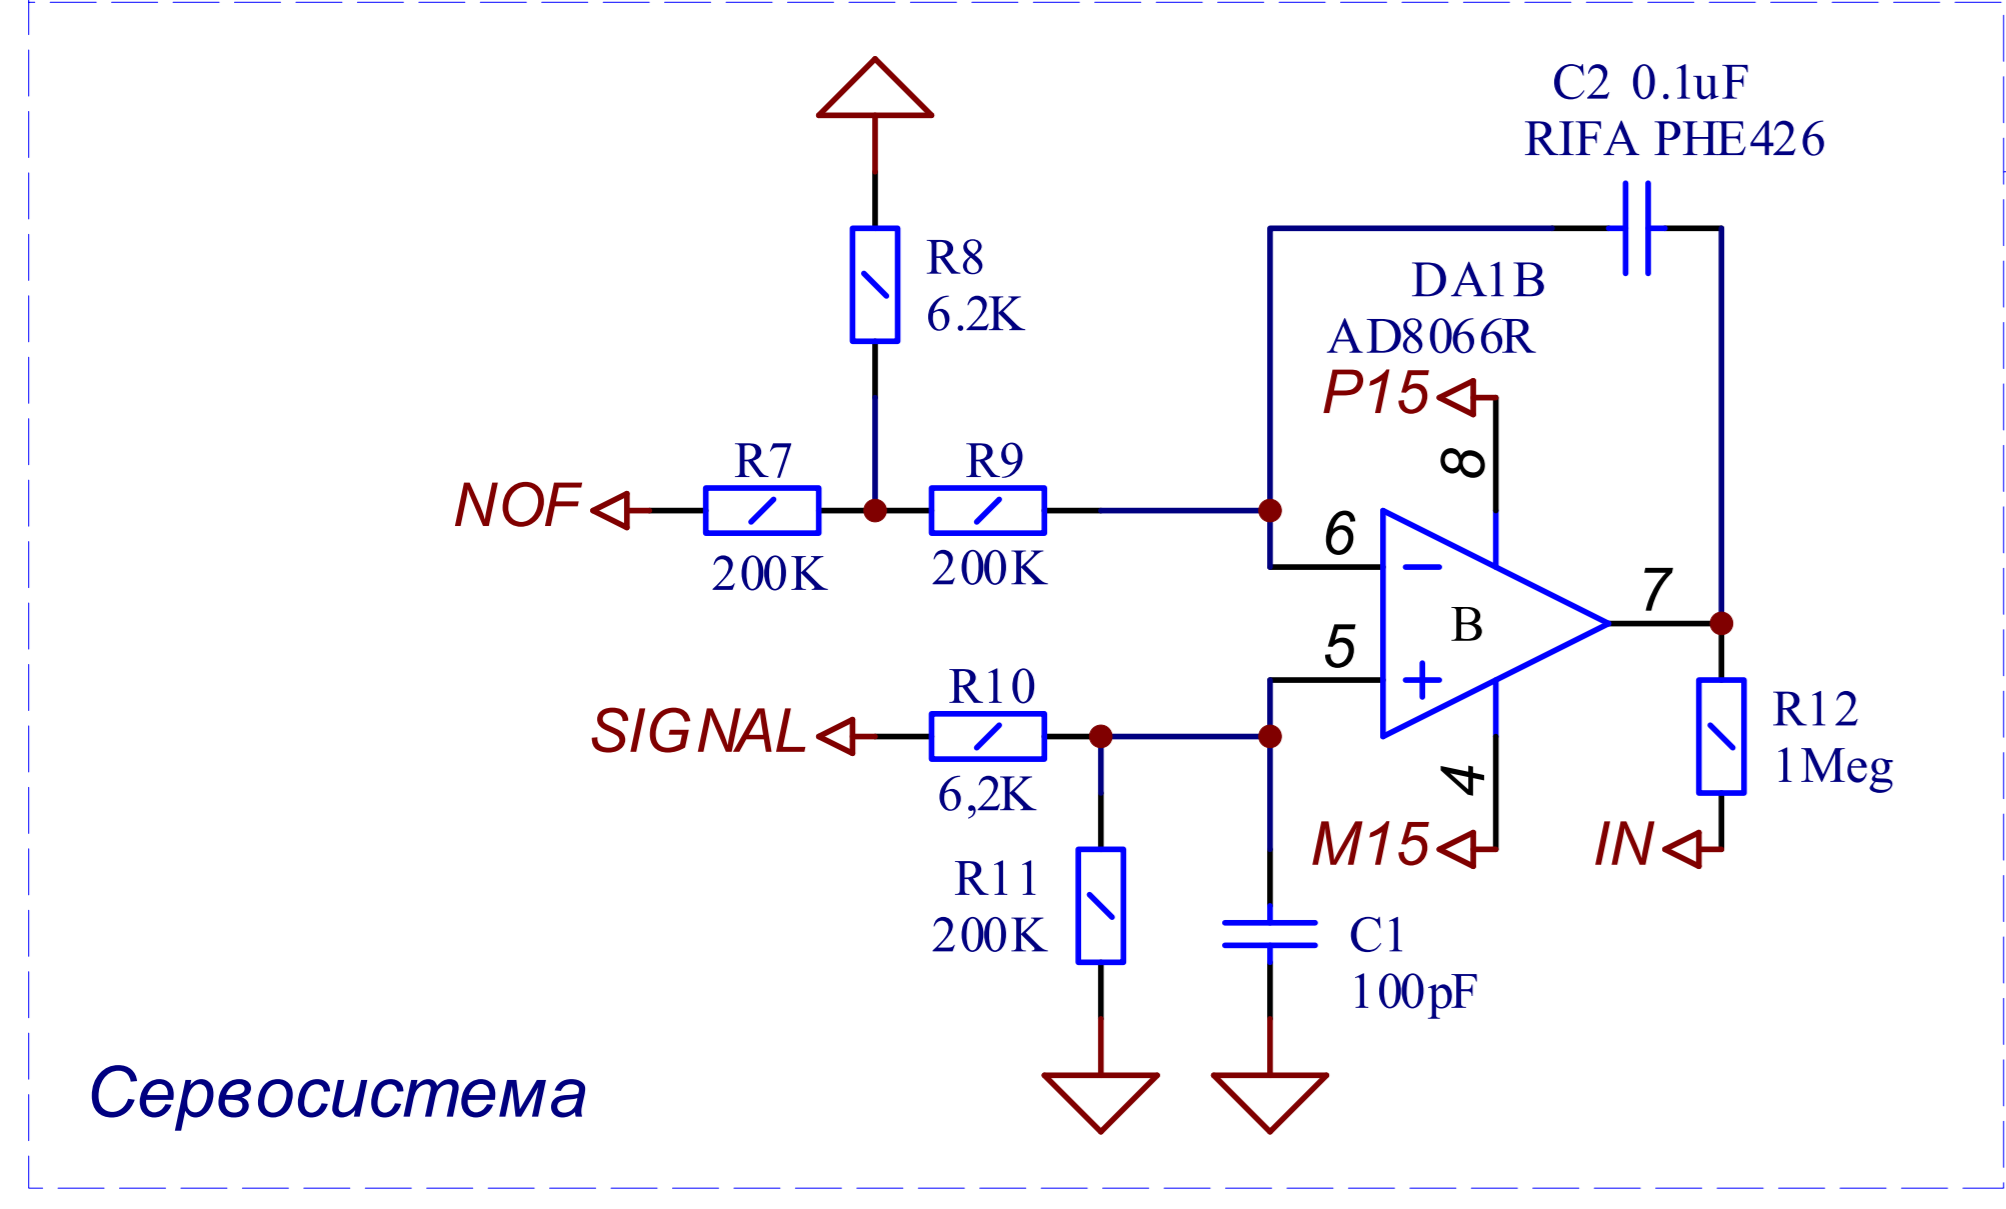 C2 0.1uF
RIFA PHE426
R8
6.2K
DA1B
AD8066R
P15
8
R7
R9
NOF
200K
200K
6
7
B
5
R10
SIGNAL
6,2K
R12
1Meg
4
M15
IN
R11
200K
C1
100pF
Сервосистема